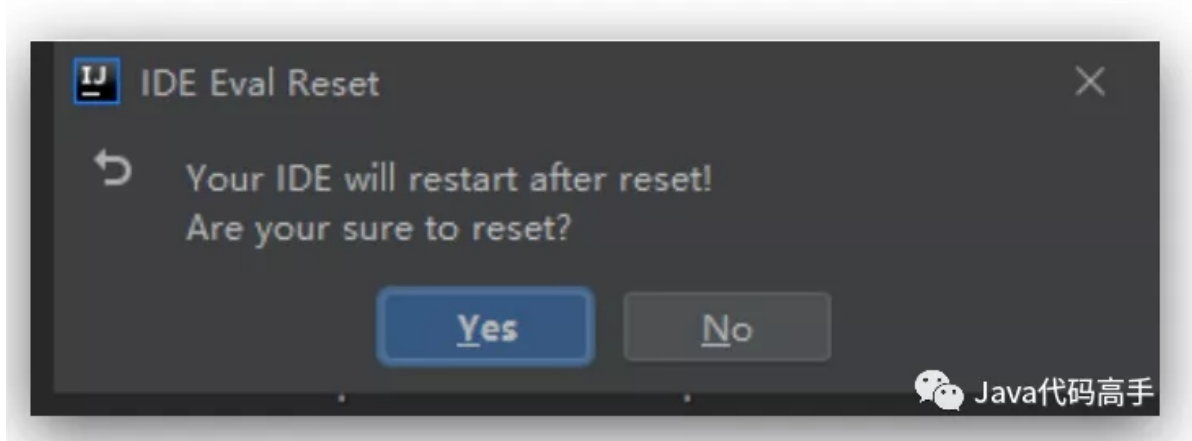 IJ
IDE Eval Reset
Your IDE will restart after reset!
Are your sure to reset?
Yes
No
Java代码高手